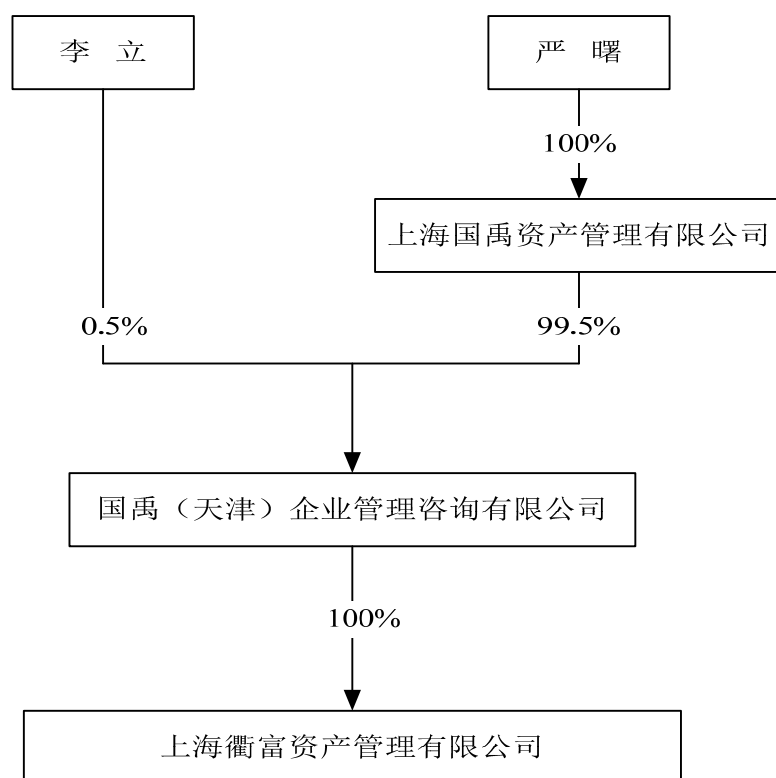 李 立
严 曙
100%
上海国禹资产管理有限公司
0.5%
99.5%
国禹（天津）企业管理咨询有限公司
100%
上海衢富资产管理有限公司